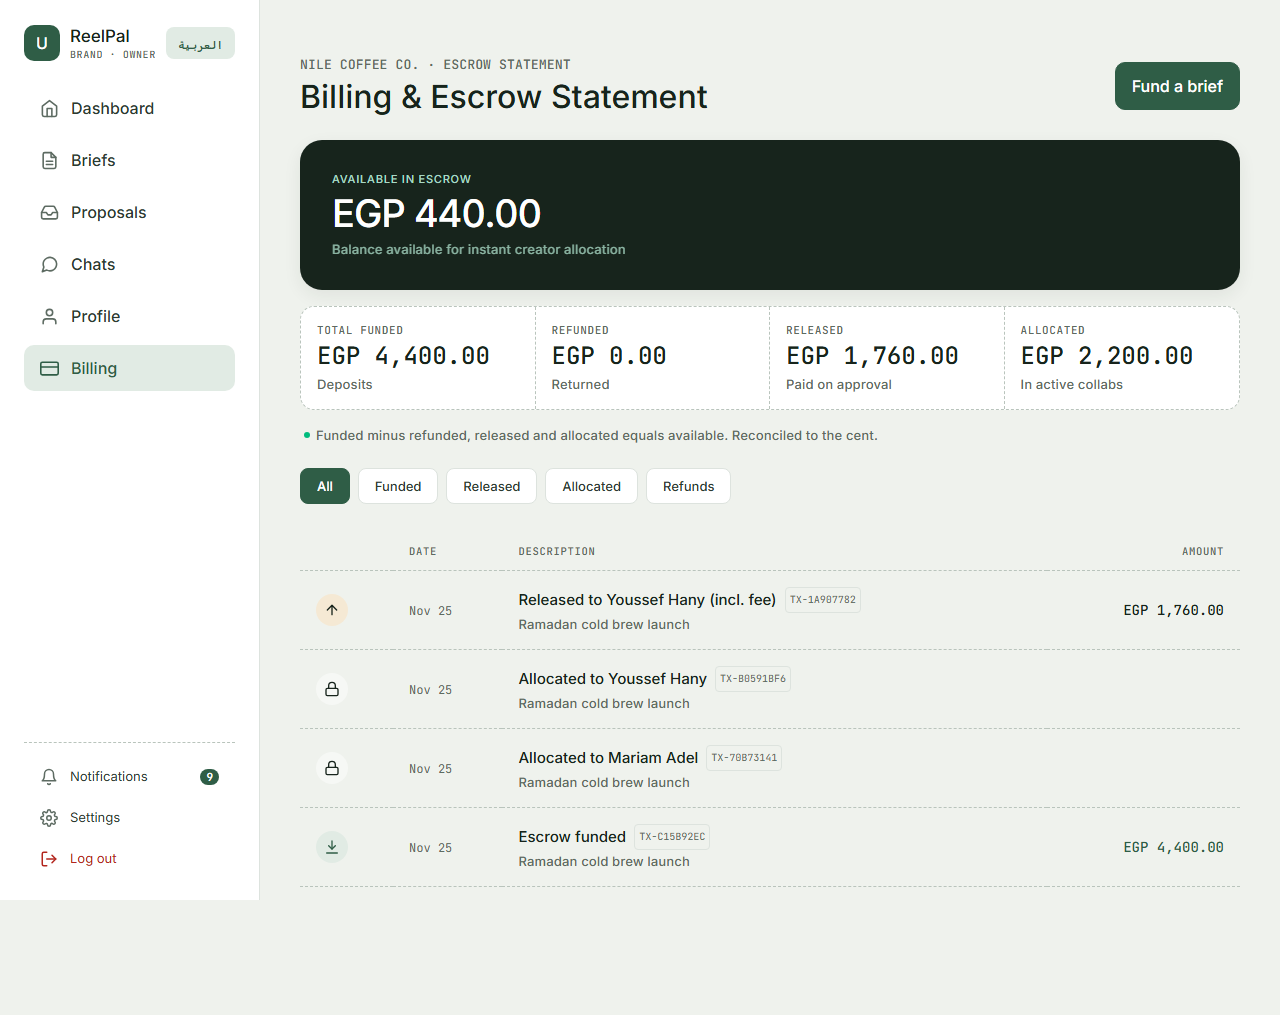 U
ReelPal
BRAND · OWNER
العربية
Dashboard
Briefs
Proposals
Chats
Profile
Billing
Notifications
9
Settings
Log out
NILE COFFEE CO. · ESCROW STATEMENT
Billing & Escrow Statement
Fund a brief
AVAILABLE IN ESCROW
EGP 440.00
Balance available for instant creator allocation
TOTAL FUNDED
EGP 4,400.00
Deposits
REFUNDED
EGP 0.00
Returned
RELEASED
EGP 1,760.00
Paid on approval
ALLOCATED
EGP 2,200.00
In active collabs
Funded minus refunded, released and allocated equals available. Reconciled to the cent.
All Funded Released Allocated Refunds
DATE DESCRIPTION AMOUNT
Nov 25 Released to Youssef Hany (incl. fee) TX-1A907782 EGP 1,760.00
Ramadan cold brew launch
Nov 25 Allocated to Youssef Hany TX-B0591BF6
Ramadan cold brew launch
Nov 25 Allocated to Mariam Adel TX-70B73141
Ramadan cold brew launch
Nov 25 Escrow funded TX-C15B92EC EGP 4,400.00
Ramadan cold brew launch